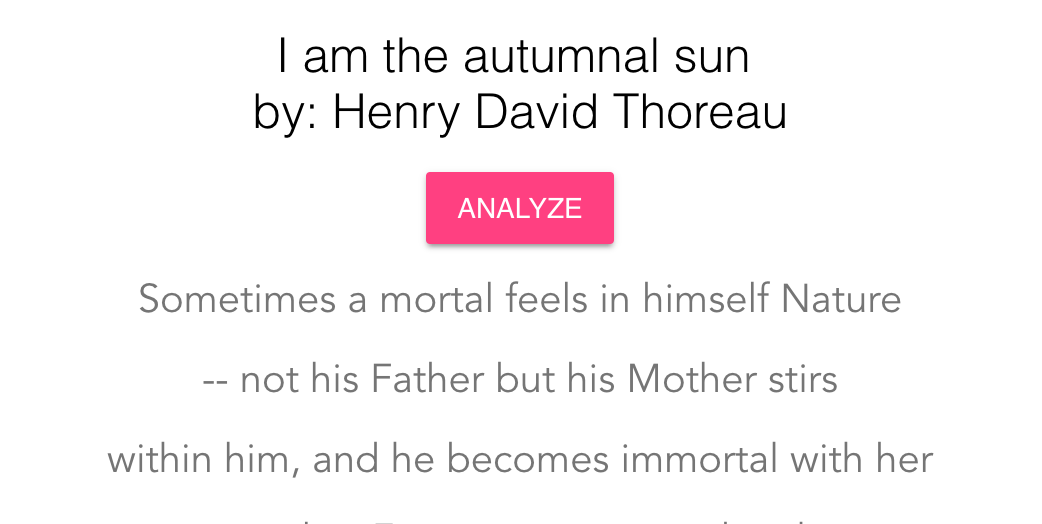 I am the autumnal sun
by: Henry David Thoreau
ANALYZE
Sometimes a mortal feels in himself Nature
-- not his Father but his Mother stirs
within him, and he becomes immortal with her